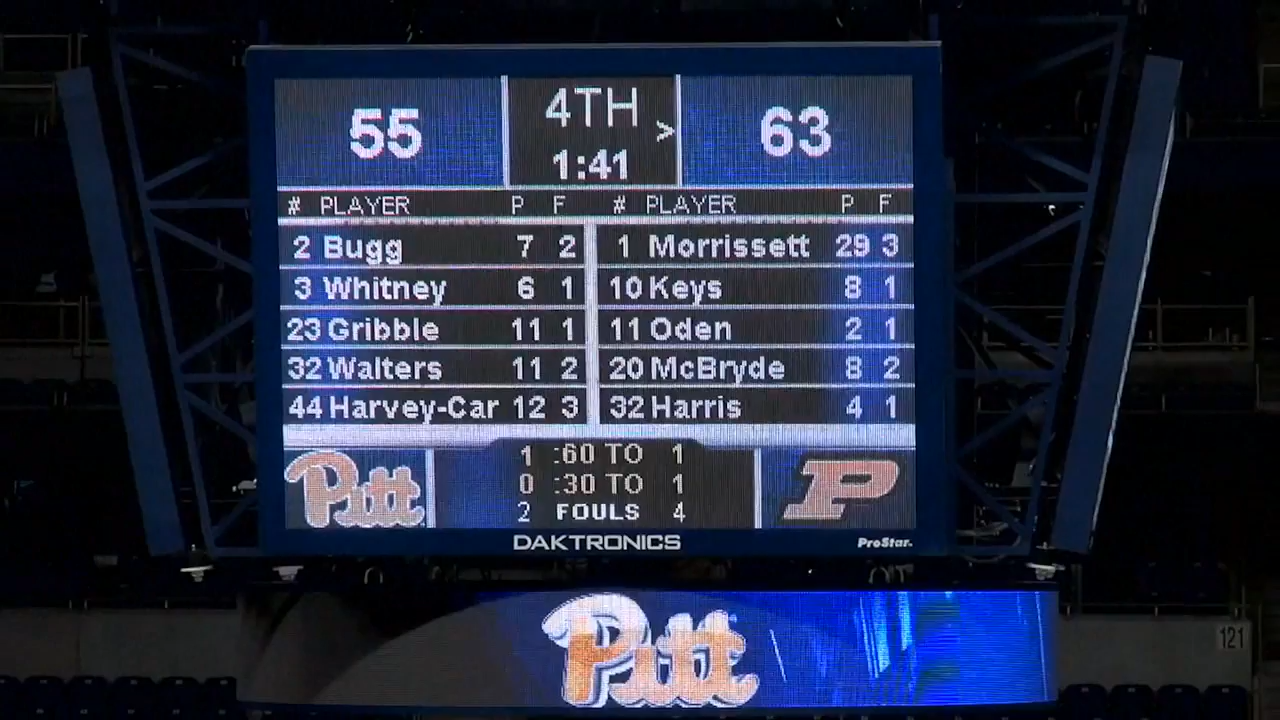 55 4TH > 63
1:41
# PLAYER P F # PLAYER P F
2 Bugg 7 2 1 Morrissett 29 3
3 Whitney 6 1 10 Keys 8 1
23 Gribble 11 1 11 Oden 2 1
32 Walters 11 2 20 McBryde 8 2
44 Harvey-Car 12 3 32 Harris 4 1
1 :60 TO 1
0 :30 TO 1
2 FOULS 4
Pitt P
DAKTRONICS ProStar.
Pitt
121